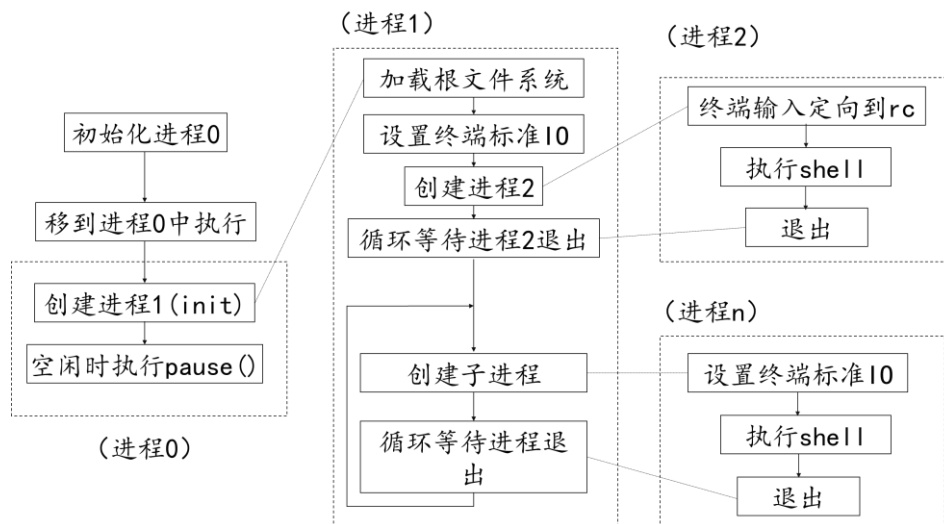 初始化进程0
移到进程0中执行
创建进程1(init)
空闲时执行pause()
（进程0）
（进程1）
加载根文件系统
设置终端标准IO
创建进程2
循环等待进程2退出
创建子进程
循环等待进程退
出
（进程2）
终端输入定向到rc
执行shell
退出
（进程n）
设置终端标准IO
执行shell
退出